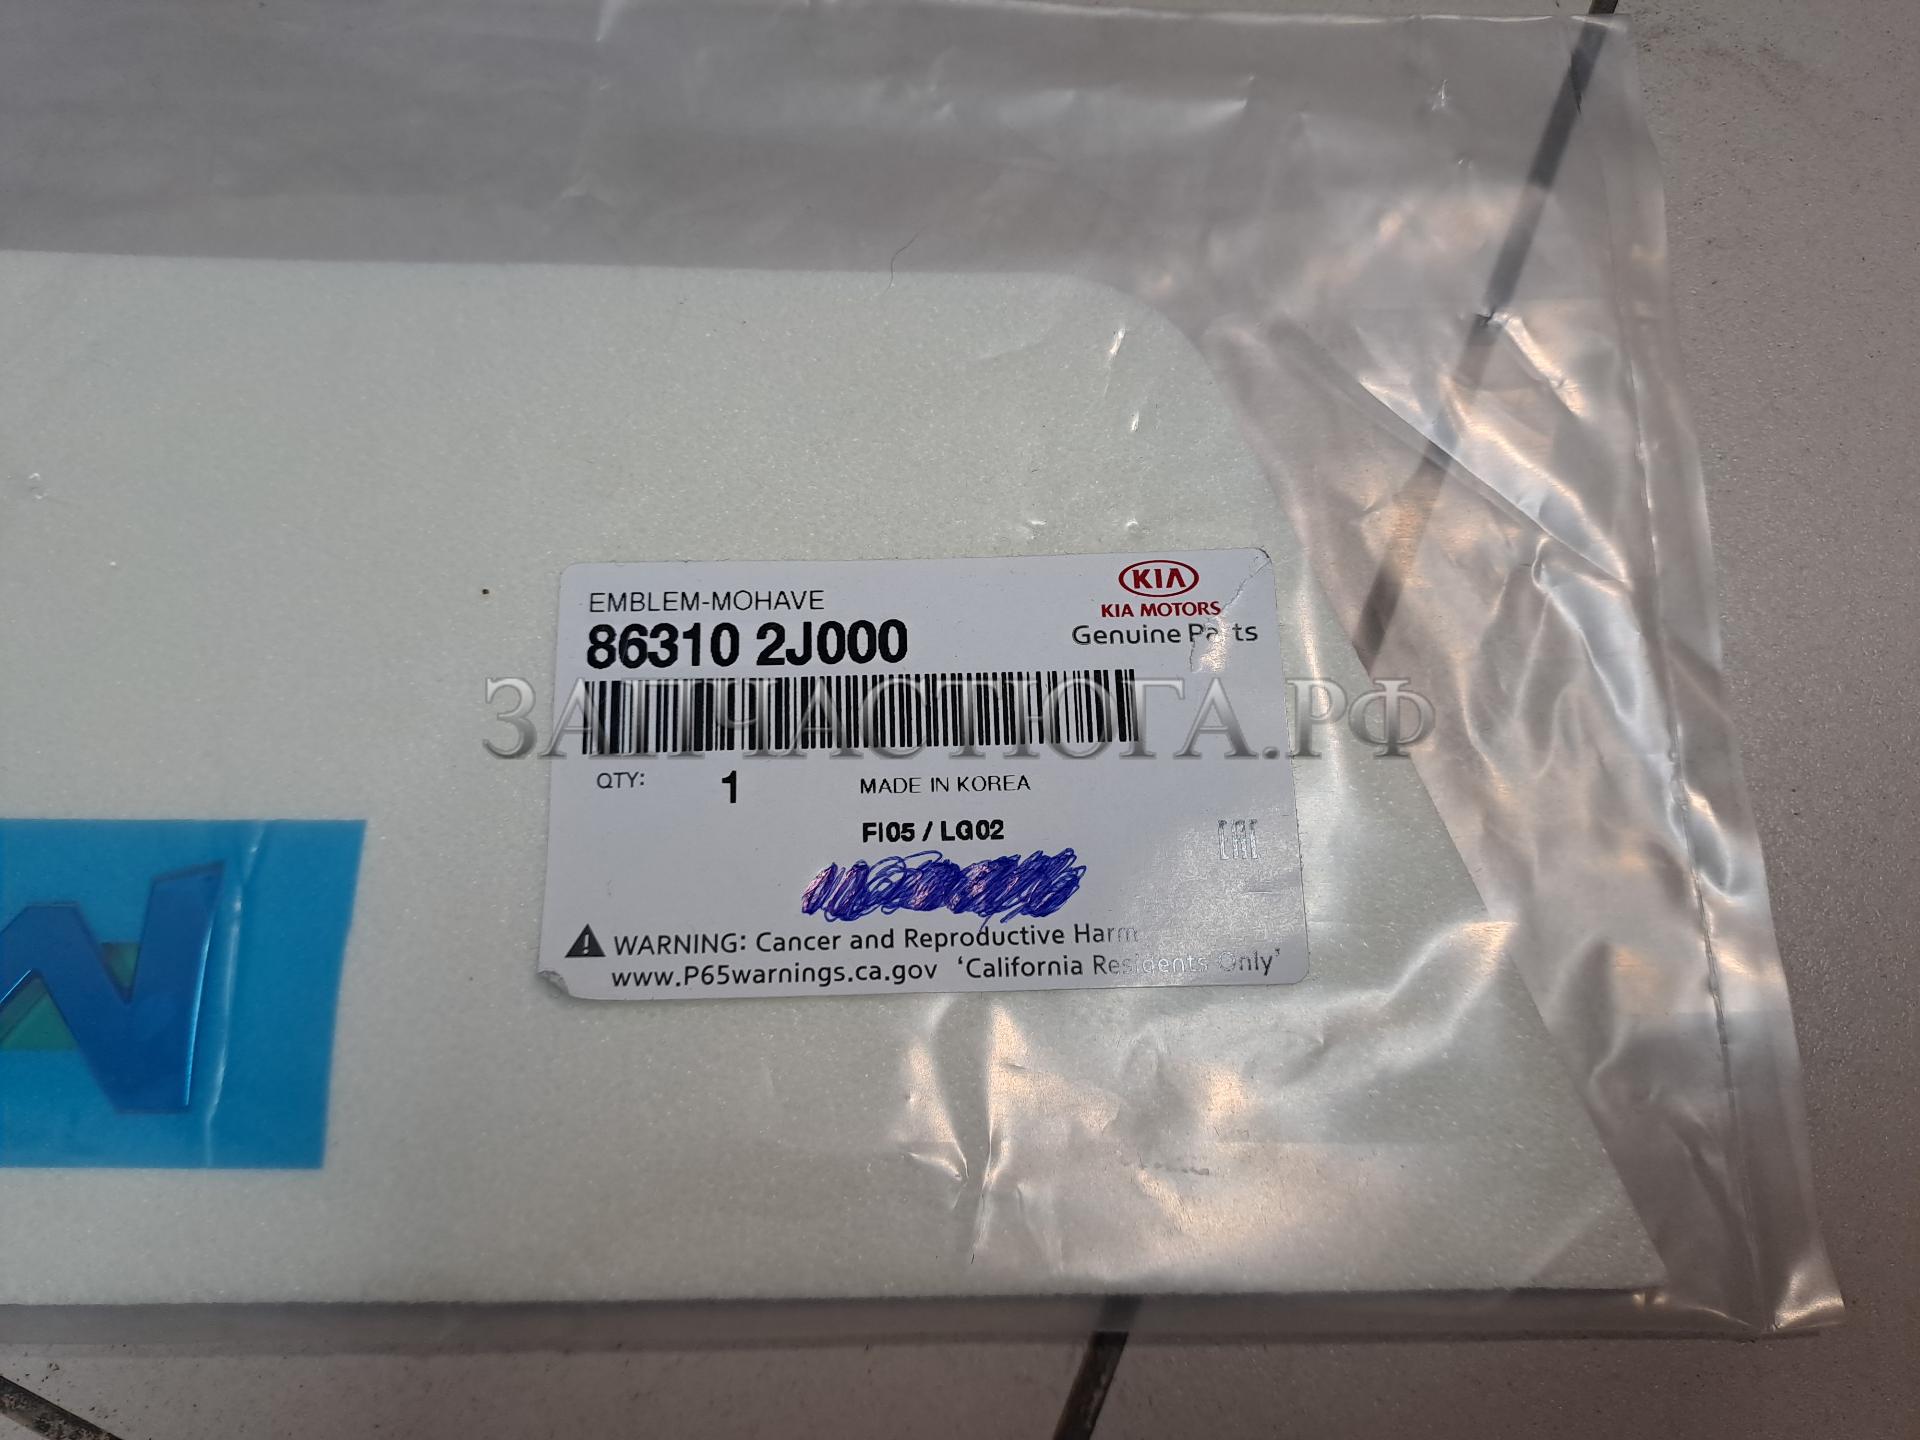 EMBLEM-MOHAVE
86310 2J000
KIA
KIA MOTORS
Genuine Parts
ЗАПЧАСТЮГА.РФ
QTY: 1 MADE IN KOREA
FI05 / LG02
EAC
WARNING: Cancer and Reproductive Harm
www.P65warnings.ca.gov ‘California Residents Only’